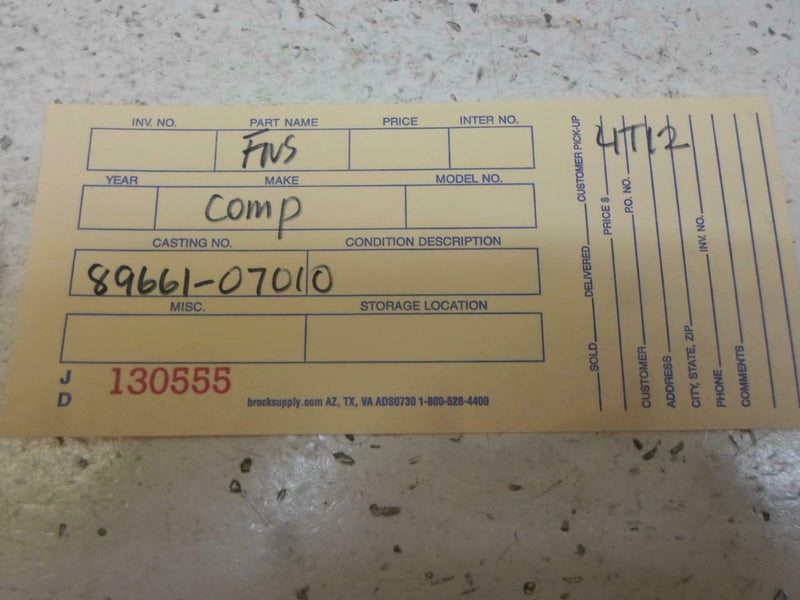 INV. NO. PART NAME PRICE INTER NO.
FNS
YEAR MAKE MODEL NO.
comp
CASTING NO. CONDITION DESCRIPTION
89661-07010
MISC. STORAGE LOCATION
J
D
130555
brocksupply.com AZ, TX, VA ADS0730 1-800-528-4400
SOLD DELIVERED CUSTOMER PICK-UP
PRICE $
P.O. NO.
CUSTOMER
ADDRESS
CITY, STATE, ZIP INV. NO.
PHONE
COMMENTS
4T12